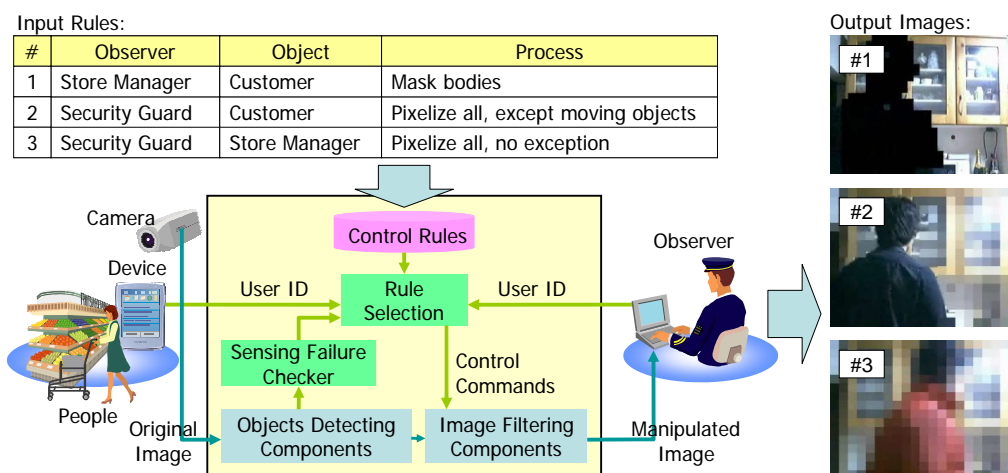 Input Rules:
# Observer Object Process
1 Store Manager Customer Mask bodies
2 Security Guard Customer Pixelize all, except moving objects
3 Security Guard Store Manager Pixelize all, no exception
Output Images:
#1
#2
#3
Camera
Device
People
Control Rules
Observer
User ID
Rule
Selection
User ID
Sensing Failure
Checker
Control
Commands
Original
Image
Objects Detecting
Components
Image Filtering
Components
Manipulated
Image